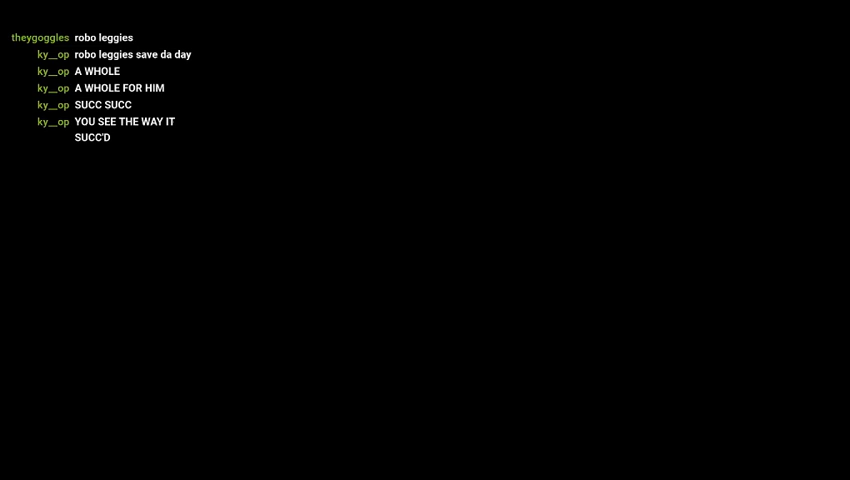 theygoggles robo leggies
ky__op robo leggies save da day
ky__op A WHOLE
ky__op A WHOLE FOR HIM
ky__op SUCC SUCC
ky__op YOU SEE THE WAY IT
SUCC'D